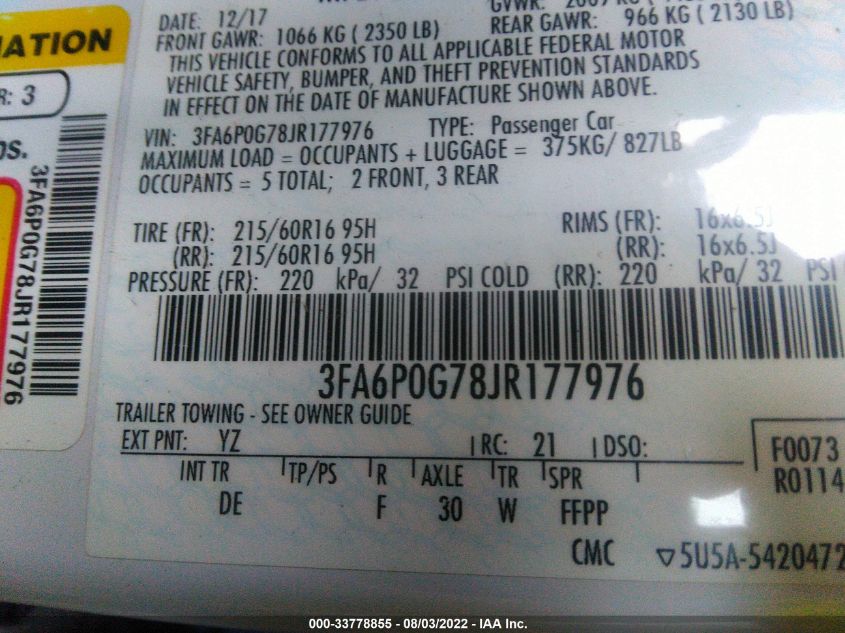 DATE: 12/17
FRONT GAWR: 1066 KG ( 2350 LB)
REAR GAWR: 966 KG ( 2130 LB)
THIS VEHICLE CONFORMS TO ALL APPLICABLE FEDERAL MOTOR
VEHICLE SAFETY, BUMPER, AND THEFT PREVENTION STANDARDS
IN EFFECT ON THE DATE OF MANUFACTURE SHOWN ABOVE.
VIN: 3FA6P0G78JR177976 TYPE: Passenger Car
MAXIMUM LOAD = OCCUPANTS + LUGGAGE = 375KG/ 827LB
OCCUPANTS = 5 TOTAL; 2 FRONT, 3 REAR
TIRE (FR): 215/60R16 95H RIMS (FR): 16x6.5J
(RR): 215/60R16 95H (RR): 16x6.5J
PRESSURE (FR): 220 kPa/ 32 PSI COLD (RR): 220 kPa/ 32 PSI
3FA6P0G78JR177976
TRAILER TOWING - SEE OWNER GUIDE
EXT PNT: YZ RC: 21 DSO:
INT TR TP/PS R AXLE TR SPR
DE F 30 W FFPP
F0073
R0114
CMC ▽5U5A-5420472
3
3FA6P0G78JR177976
000-33778855 - 08/03/2022 - IAA Inc.